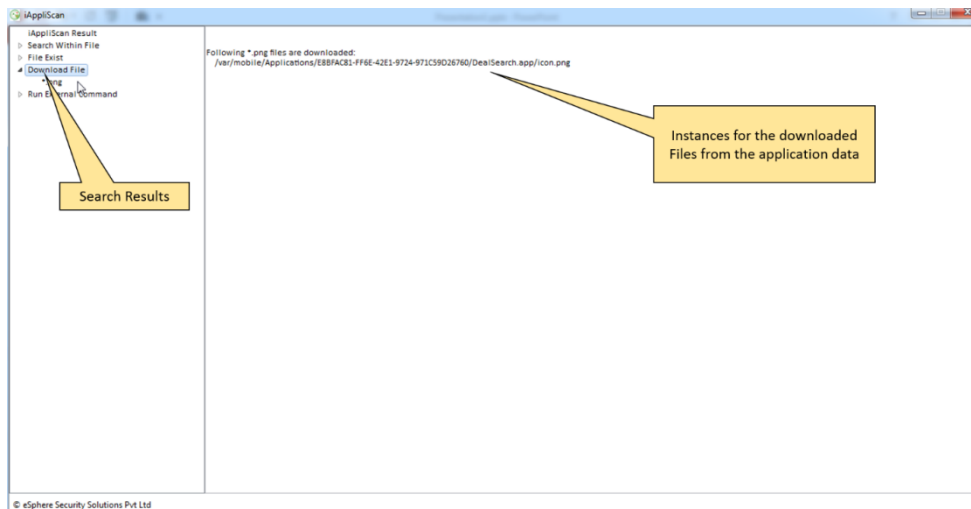 iAppliScan
iAppliScan Result
Search Within File
File Exist
Download File
Run External Command
Following *.png files are downloaded:
/var/mobile/Applications/E8BFAC81-FF6E-42E1-9724-971C59D26760/DealSearch.app/icon.png
Instances for the downloaded
Files from the application data
Search Results
© eSphere Security Solutions Pvt Ltd